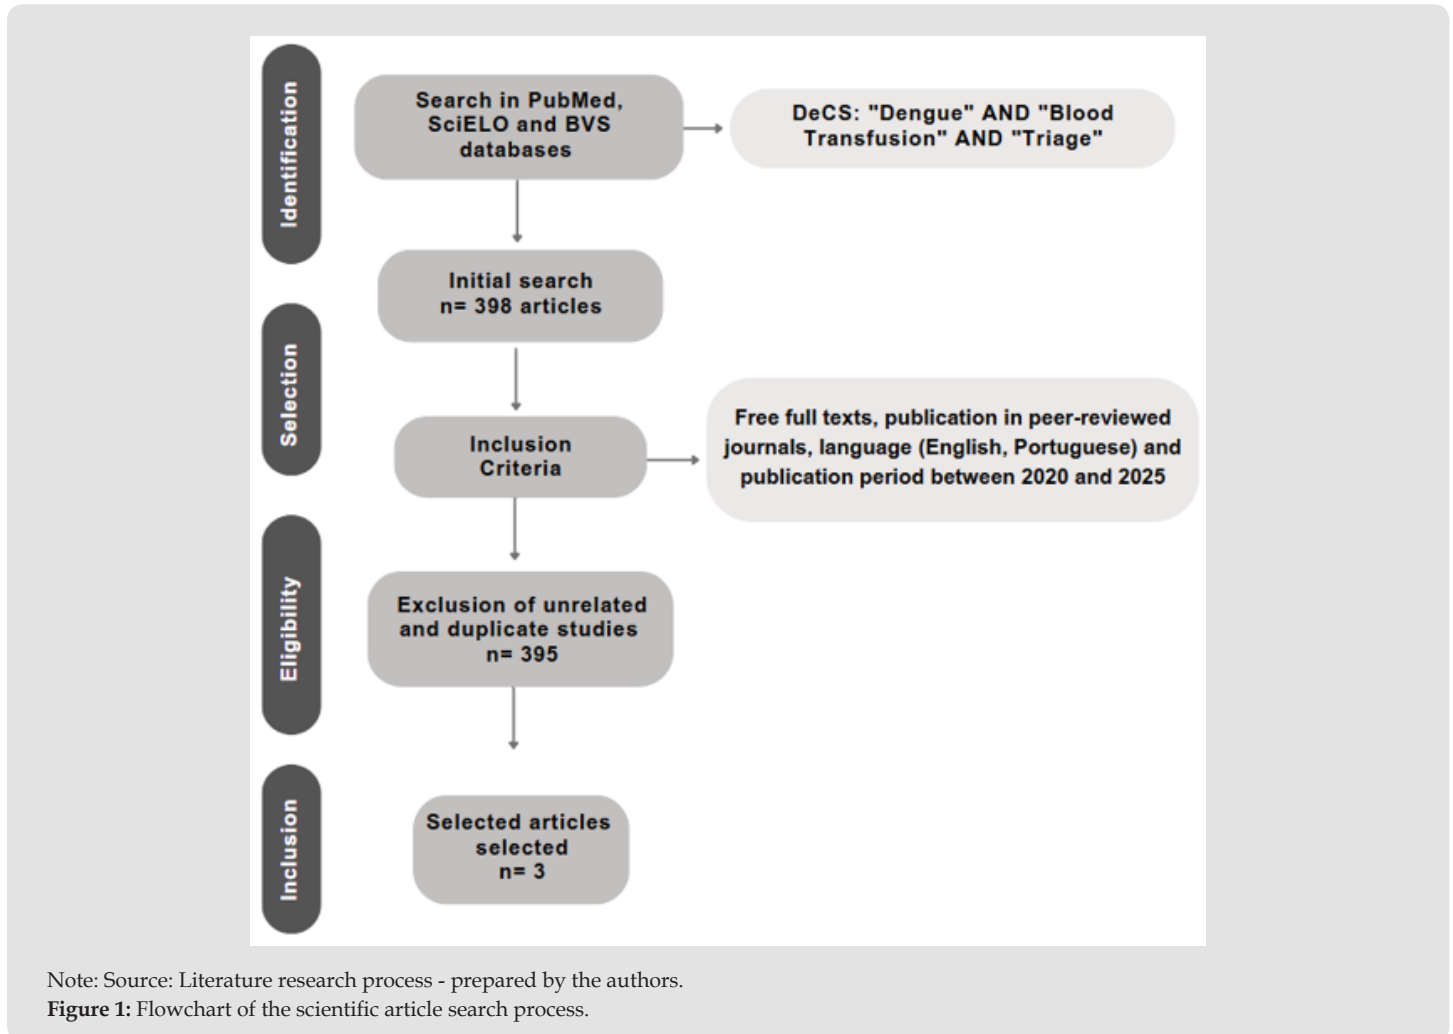 Identification
Search in PubMed,
SciELO and BVS
databases
DeCS: "Dengue" AND "Blood
Transfusion" AND "Triage"
Initial search
n= 398 articles
Selection
Inclusion
Criteria
Free full texts, publication in peer-reviewed
journals, language (English, Portuguese) and
publication period between 2020 and 2025
Eligibility
Exclusion of unrelated
and duplicate studies
n= 395
Inclusion
Selected articles
selected
n= 3
Note: Source: Literature research process - prepared by the authors.
Figure 1: Flowchart of the scientific article search process.